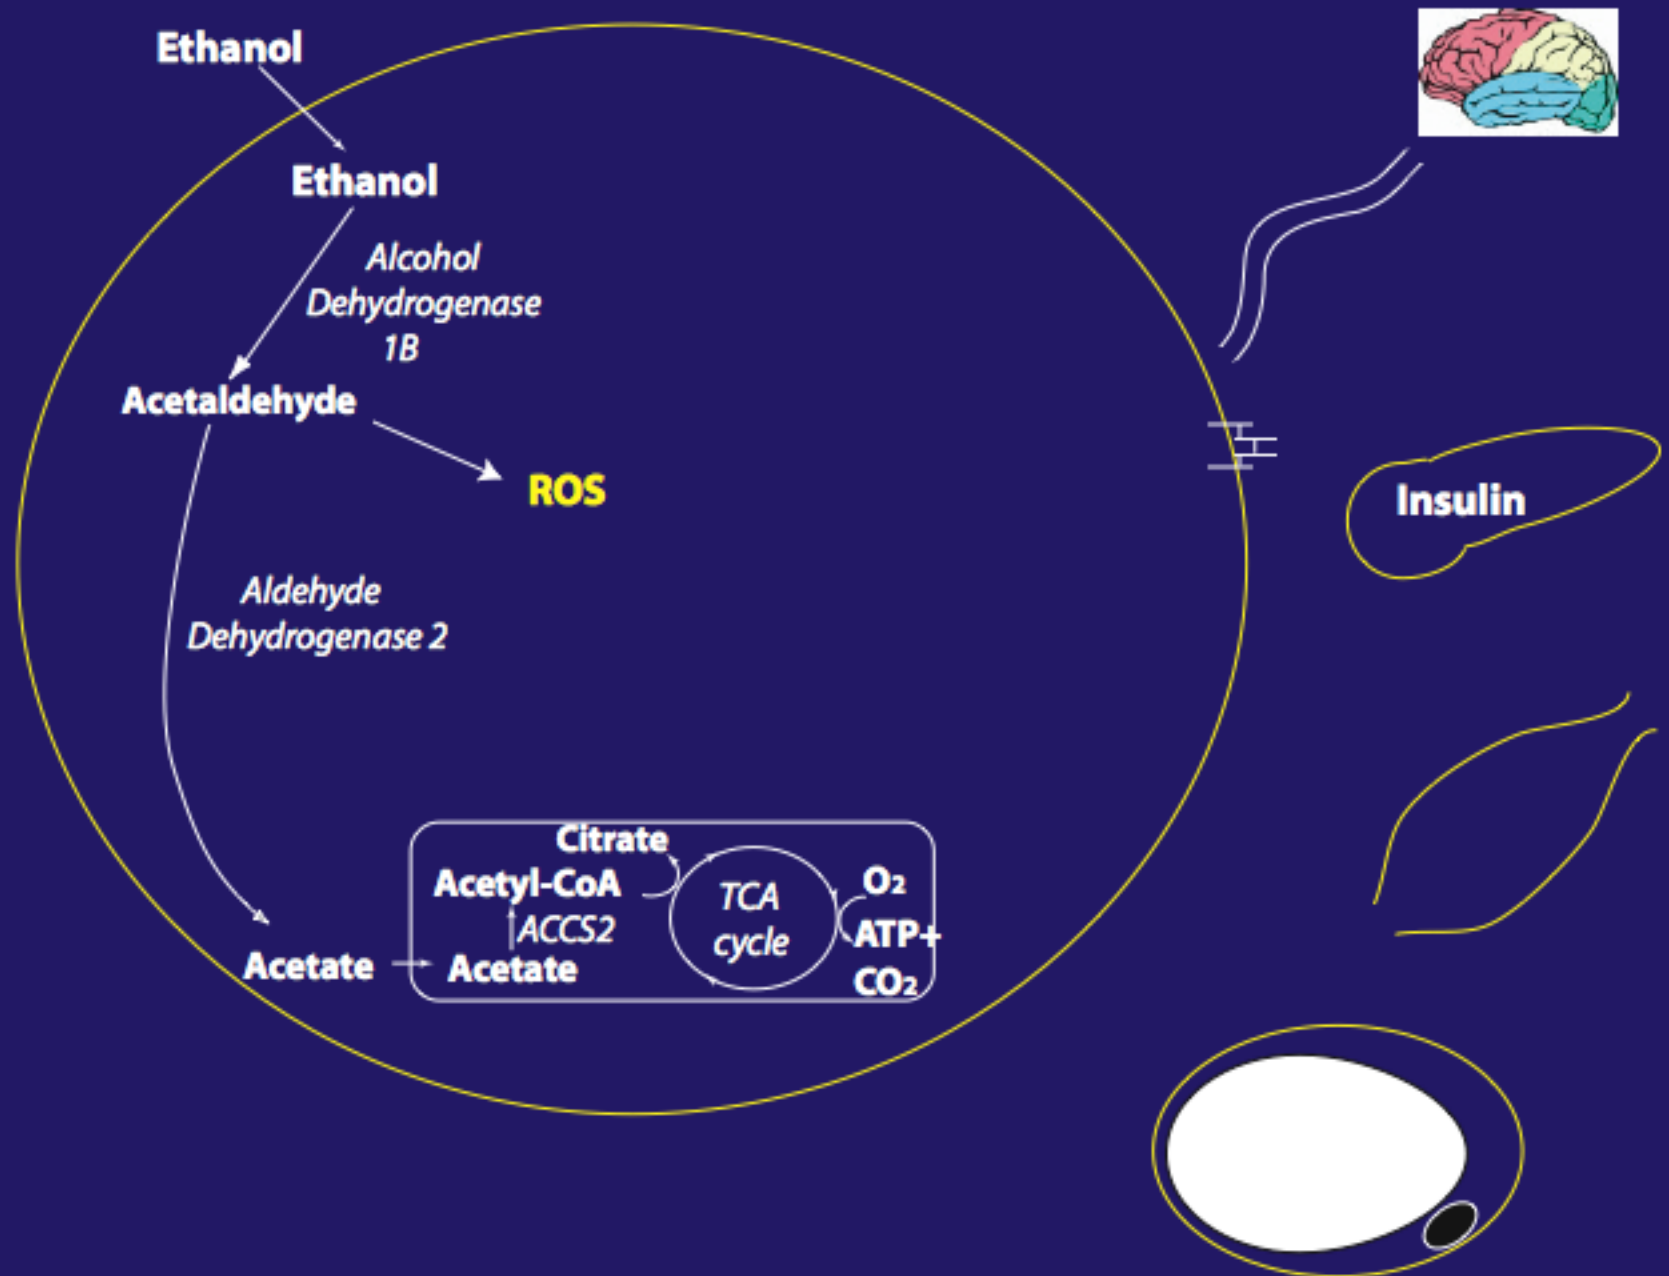 Ethanol
Ethanol
Alcohol
Dehydrogenase
1B
Acetaldehyde
ROS
Insulin
Aldehyde
Dehydrogenase 2
Citrate
Acetyl-CoA
TCA
cycle
O2
ACCS2
ATP+
Acetate
Acetate
CO2